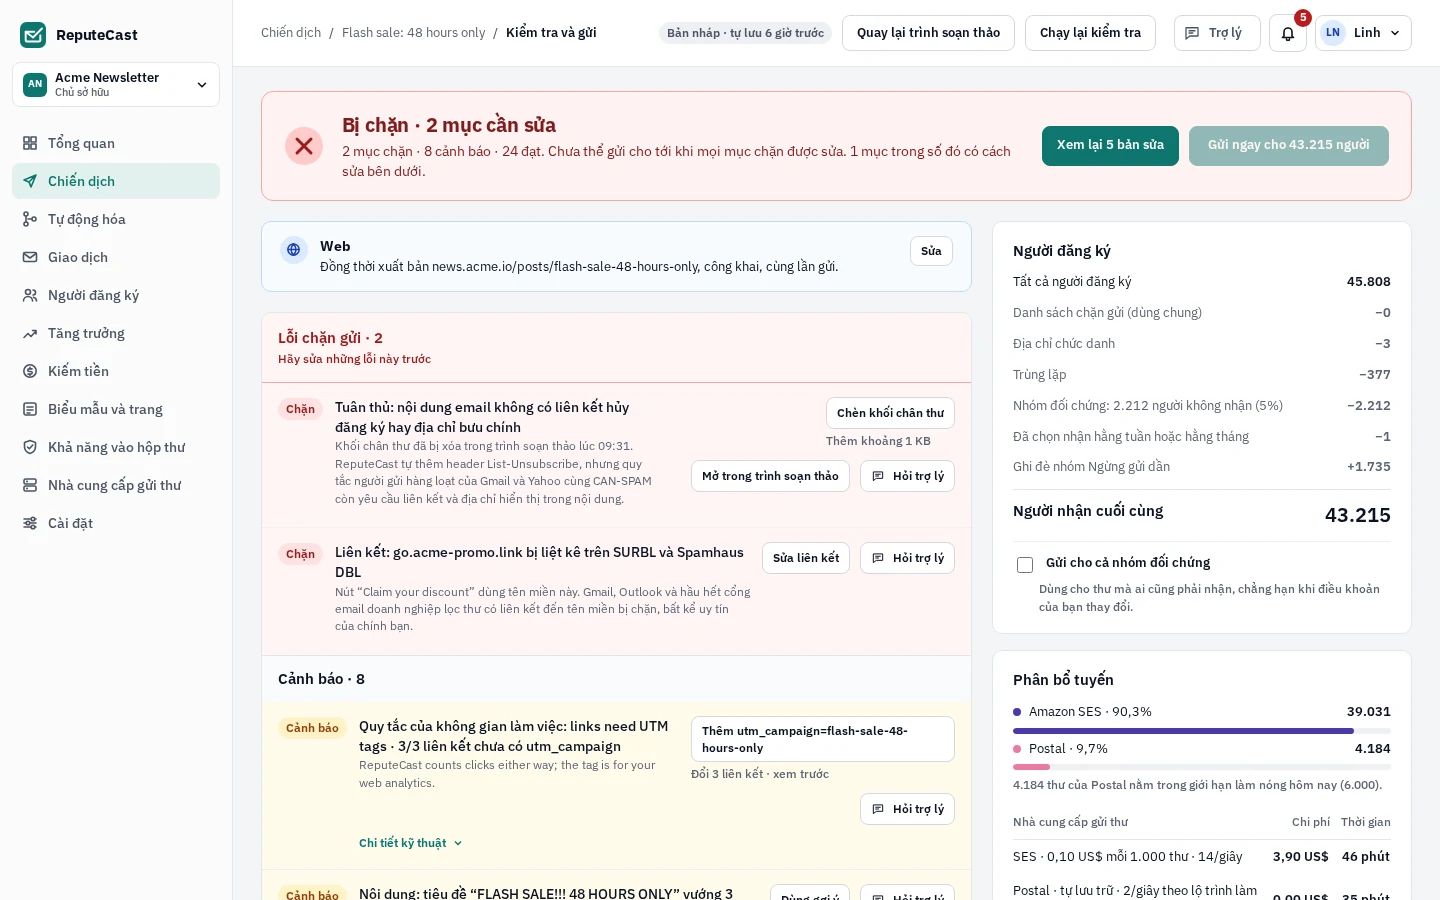 ReputeCast
AN
Acme Newsletter
Chủ sở hữu
Tổng quan
Chiến dịch
Tự động hóa
Giao dịch
Người đăng ký
Tăng trưởng
Kiếm tiền
Biểu mẫu và trang
Khả năng vào hộp thư
Nhà cung cấp gửi thư
Cài đặt
Chiến dịch / Flash sale: 48 hours only / Kiểm tra và gửi
Bản nháp · tự lưu 6 giờ trước
Quay lại trình soạn thảo
Chạy lại kiểm tra
Trợ lý
5
LN
Linh
Bị chặn · 2 mục cần sửa
2 mục chặn · 8 cảnh báo · 24 đạt. Chưa thể gửi cho tới khi mọi mục chặn được sửa. 1 mục trong số đó có cách
sửa bên dưới.
Xem lại 5 bản sửa
Gửi ngay cho 43.215 người
Web
Đồng thời xuất bản news.acme.io/posts/flash-sale-48-hours-only, công khai, cùng lần gửi.
Sửa
Lỗi chặn gửi · 2
Hãy sửa những lỗi này trước
Chặn
Tuân thủ: nội dung email không có liên kết hủy
đăng ký hay địa chỉ bưu chính
Khối chân thư đã bị xóa trong trình soạn thảo lúc 09:31.
ReputeCast tự thêm header List-Unsubscribe, nhưng quy
tắc người gửi hàng loạt của Gmail và Yahoo cùng CAN-SPAM
còn yêu cầu liên kết và địa chỉ hiển thị trong nội dung.
Chèn khối chân thư
Thêm khoảng 1 KB
Mở trong trình soạn thảo
Hỏi trợ lý
Chặn
Liên kết: go.acme-promo.link bị liệt kê trên SURBL và Spamhaus
DBL
Nút “Claim your discount” dùng tên miền này. Gmail, Outlook và hầu hết cổng
email doanh nghiệp lọc thư có liên kết đến tên miền bị chặn, bất kể uy tín
của chính bạn.
Sửa liên kết
Hỏi trợ lý
Cảnh báo · 8
Cảnh báo
Quy tắc của không gian làm việc: links need UTM
tags · 3/3 liên kết chưa có utm_campaign
ReputeCast counts clicks either way; the tag is for your
web analytics.
Thêm utm_campaign=flash-sale-48-
hours-only
Đổi 3 liên kết · xem trước
Hỏi trợ lý
Chi tiết kỹ thuật
Cảnh báo
Nội dung: tiêu đề “FLASH SALE!!! 48 HOURS ONLY” vướng 3
Dùng gợi ý
Hỏi trợ lý
Người đăng ký
Tất cả người đăng ký 45.808
Danh sách chặn gửi (dùng chung) −0
Địa chỉ chức danh −3
Trùng lặp −377
Nhóm đối chứng: 2.212 người không nhận (5%) −2.212
Đã chọn nhận hằng tuần hoặc hằng tháng −1
Ghi đè nhóm Ngừng gửi dần +1.735
Người nhận cuối cùng 43.215
Gửi cho cả nhóm đối chứng
Dùng cho thư mà ai cũng phải nhận, chẳng hạn khi điều khoản
của bạn thay đổi.
Phân bổ tuyến
Amazon SES · 90,3% 39.031
Postal · 9,7% 4.184
4.184 thư của Postal nằm trong giới hạn làm nóng hôm nay (6.000).
Nhà cung cấp gửi thư Chi phí Thời gian
SES · 0,10 US$ mỗi 1.000 thư · 14/giây 3,90 US$ 46 phút
Postal · tự lưu trữ · 2/giây theo lộ trình làm 0,00 US$ 35 phút